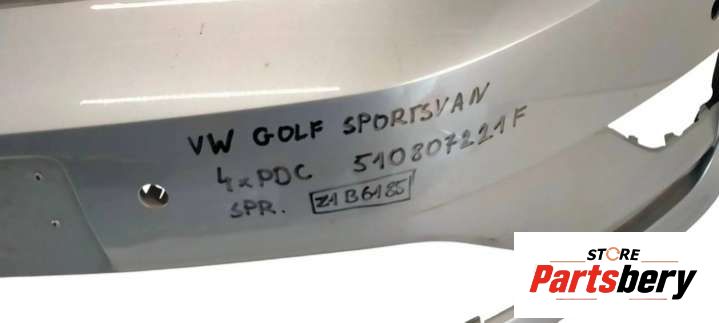 VW GOLF SPORTSVAN
4xPDC 510807221F
SPR. Z1B6185
STORE
Partsbery